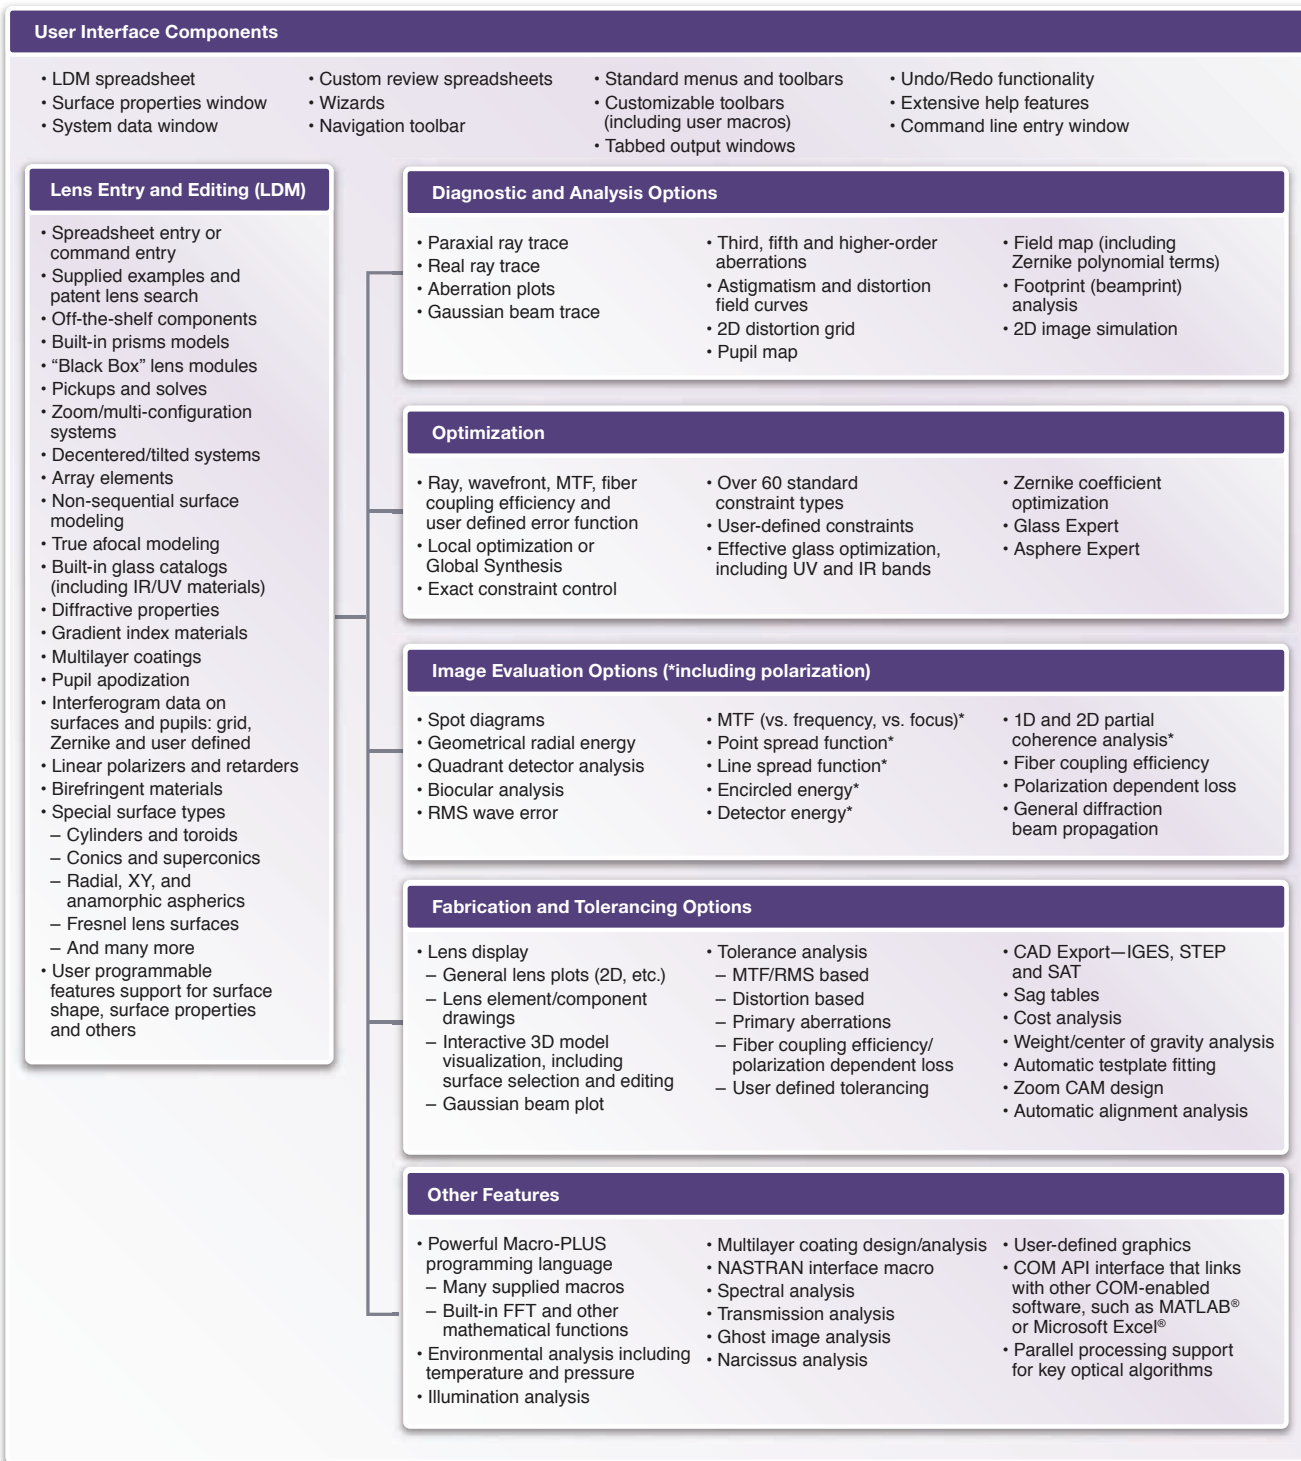 User Interface Components
• LDM spreadsheet
• Surface properties window
• System data window
• Custom review spreadsheets
• Wizards
• Navigation toolbar
• Standard menus and toolbars
• Customizable toolbars
(including user macros)
• Tabbed output windows
• Undo/Redo functionality
• Extensive help features
• Command line entry window
Lens Entry and Editing (LDM)
• Spreadsheet entry or
command entry
• Supplied examples and
patent lens search
• Off-the-shelf components
• Built-in prisms models
• “Black Box” lens modules
• Pickups and solves
• Zoom/multi-configuration
systems
• Decentered/tilted systems
• Array elements
• Non-sequential surface
modeling
• True afocal modeling
• Built-in glass catalogs
(including IR/UV materials)
• Diffractive properties
• Gradient index materials
• Multilayer coatings
• Pupil apodization
• Interferogram data on
surfaces and pupils: grid,
Zernike and user defined
• Linear polarizers and retarders
• Birefringent materials
• Special surface types
– Cylinders and toroids
– Conics and superconics
– Radial, XY, and
anamorphic aspherics
– Fresnel lens surfaces
– And many more
• User programmable
features support for surface
shape, surface properties
and others
Diagnostic and Analysis Options
• Paraxial ray trace
• Real ray trace
• Aberration plots
• Gaussian beam trace
• Third, fifth and higher-order
aberrations
• Astigmatism and distortion
field curves
• 2D distortion grid
• Pupil map
• Field map (including
Zernike polynomial terms)
• Footprint (beamprint)
analysis
• 2D image simulation
Optimization
• Ray, wavefront, MTF, fiber
coupling efficiency and
user defined error function
• Local optimization or
Global Synthesis
• Exact constraint control
• Over 60 standard
constraint types
• User-defined constraints
• Effective glass optimization,
including UV and IR bands
• Zernike coefficient
optimization
• Glass Expert
• Asphere Expert
Image Evaluation Options (*including polarization)
• Spot diagrams
• Geometrical radial energy
• Quadrant detector analysis
• Biocular analysis
• RMS wave error
• MTF (vs. frequency, vs. focus)*
• Point spread function*
• Line spread function*
• Encircled energy*
• Detector energy*
• 1D and 2D partial
coherence analysis*
• Fiber coupling efficiency
• Polarization dependent loss
• General diffraction
beam propagation
Fabrication and Tolerancing Options
• Lens display
– General lens plots (2D, etc.)
– Lens element/component
drawings
– Interactive 3D model
visualization, including
surface selection and editing
– Gaussian beam plot
• Tolerance analysis
– MTF/RMS based
– Distortion based
– Primary aberrations
– Fiber coupling efficiency/
polarization dependent loss
– User defined tolerancing
• CAD Export—IGES, STEP
and SAT
• Sag tables
• Cost analysis
• Weight/center of gravity analysis
• Automatic testplate fitting
• Zoom CAM design
• Automatic alignment analysis
Other Features
• Powerful Macro-PLUS
programming language
– Many supplied macros
– Built-in FFT and other
mathematical functions
• Environmental analysis including
temperature and pressure
• Illumination analysis
• Multilayer coating design/analysis
• NASTRAN interface macro
• Spectral analysis
• Transmission analysis
• Ghost image analysis
• Narcissus analysis
• User-defined graphics
• COM API interface that links
with other COM-enabled
software, such as MATLAB®
or Microsoft Excel®
• Parallel processing support
for key optical algorithms